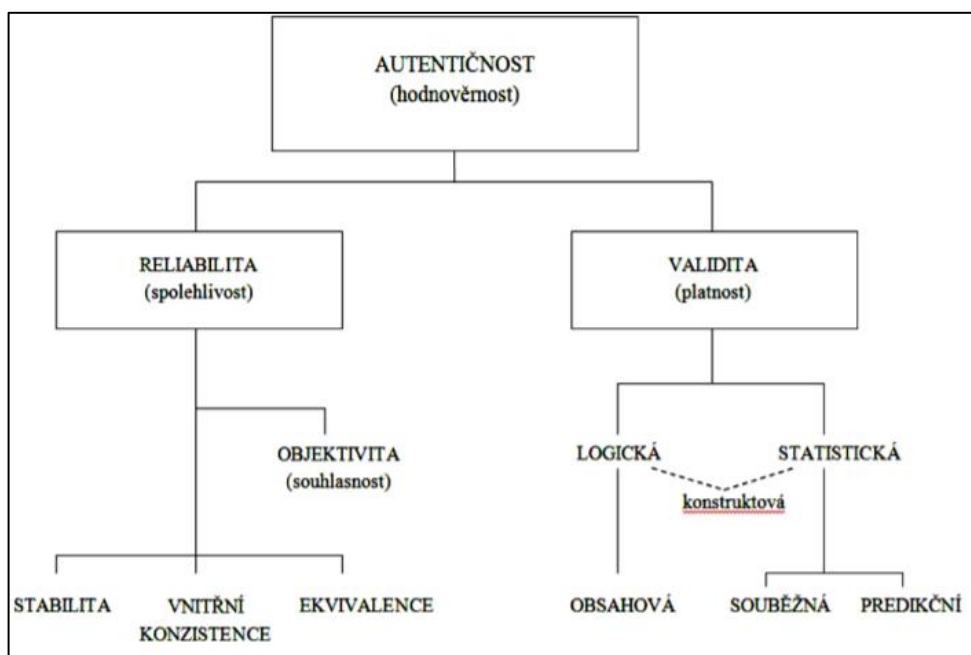 AUTENTIČNOST
(hodnověrnost)
RELIABILITA
(spolehlivost)
VALIDITA
(platnost)
OBJEKTIVITA
(souhlasnost)
LOGICKÁ
STATISTICKÁ
konstruktová
STABILITA
VNITŘNÍ
KONZISTENCE
EKVIVALENCE
OBSAHOVÁ
SOUBĚŽNÁ
PREDIKČNÍ